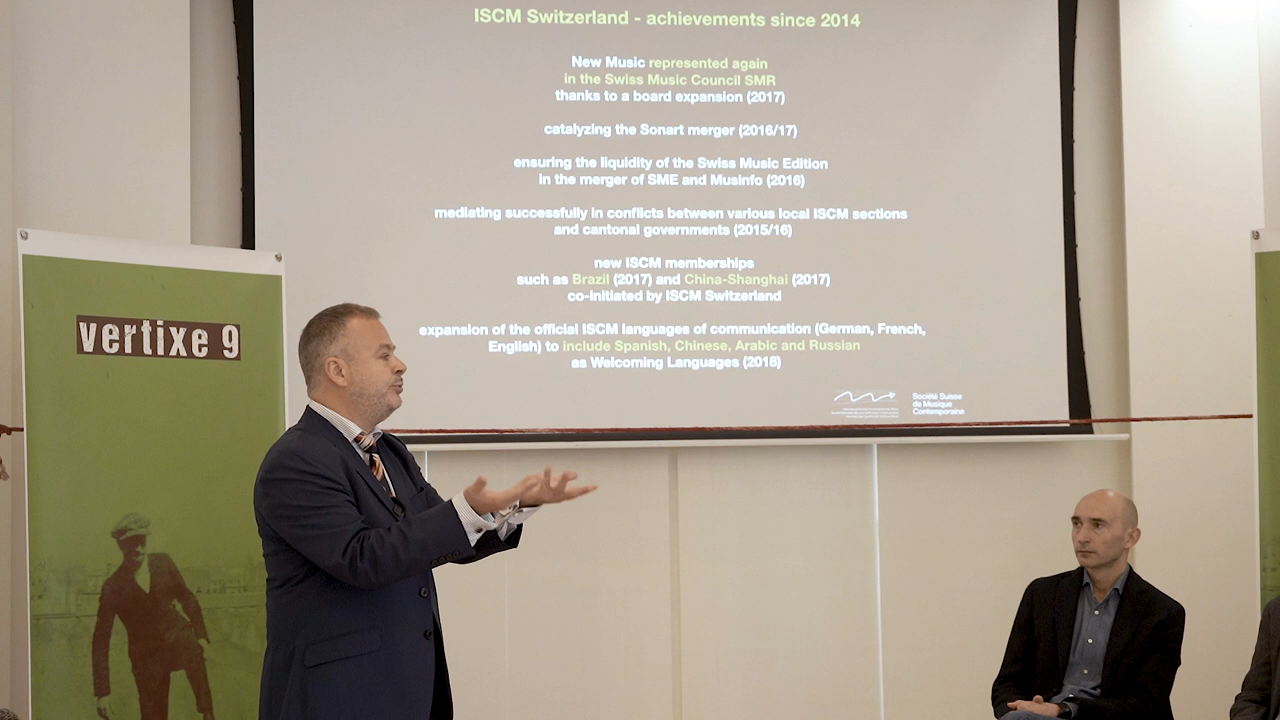 ISCM Switzerland - achievements since 2014
New Music represented again
in the Swiss Music Council SMR
thanks to a board expansion (2017)
catalyzing the Sonart merger (2016/17)
ensuring the liquidity of the Swiss Music Edition
in the merger of SME and Musinfo (2016)
mediating successfully in conflicts between various local ISCM sections
and cantonal governments (2015/16)
new ISCM memberships
such as Brazil (2017) and China-Shanghai (2017)
co-initiated by ISCM Switzerland
expansion of the official ISCM languages of communication (German, French,
English) to include Spanish, Chinese, Arabic and Russian
as Welcoming Languages (2018)
Société Suisse
de Musique
Contemporaine
vertixe 9